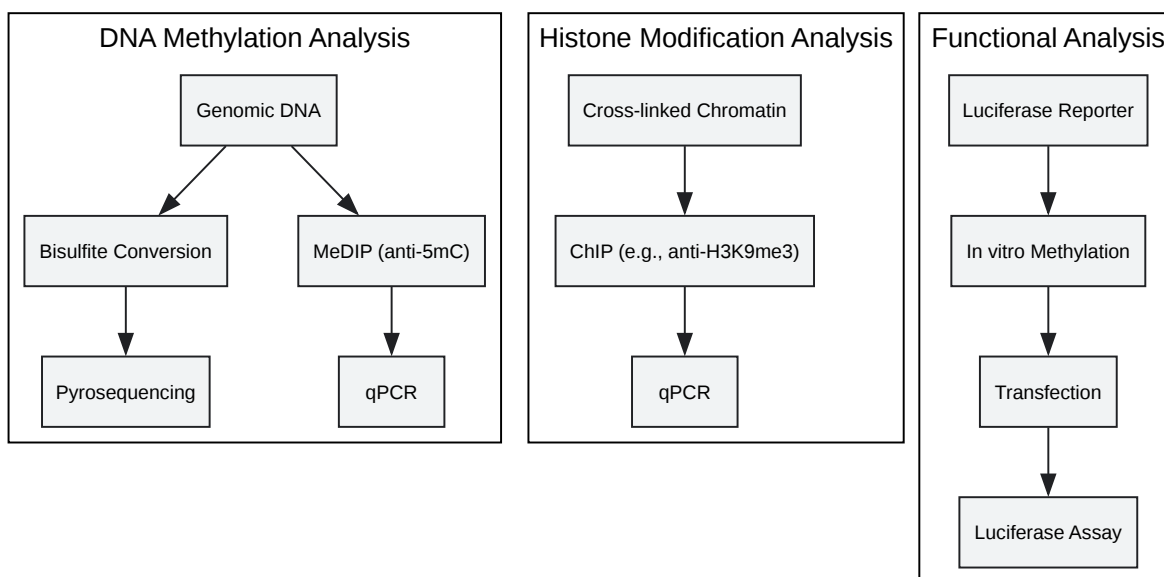 DNA Methylation Analysis
Genomic DNA
Bisulfite Conversion
MeDIP (anti-5mC)
Pyrosequencing
qPCR
Histone Modification Analysis
Cross-linked Chromatin
ChIP (e.g., anti-H3K9me3)
qPCR
Functional Analysis
Luciferase Reporter
In vitro Methylation
Transfection
Luciferase Assay